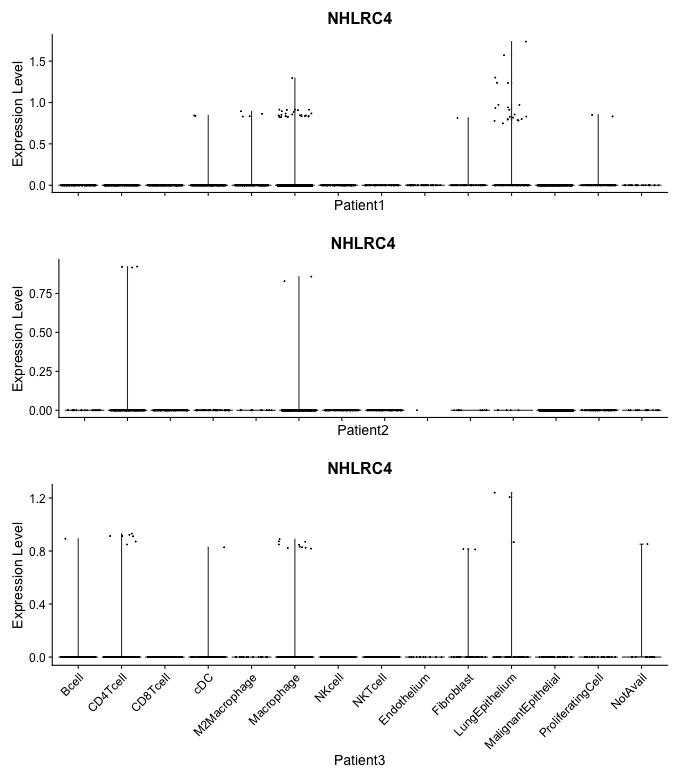 NHLRC4
Expression Level
1.5
1.0
0.5
0.0
Patient1
NHLRC4
Expression Level
0.75
0.50
0.25
0.00
Patient2
NHLRC4
Expression Level
1.2
0.8
0.4
0.0
Bcell
CD4Tcell
CD8Tcell
cDC
M2Macrophage
Macrophage
NKcell
NKTcell
Endothelium
Fibroblast
LungEpithelium
MalignantEpithelial
ProliferatingCell
NotAvail
Patient3